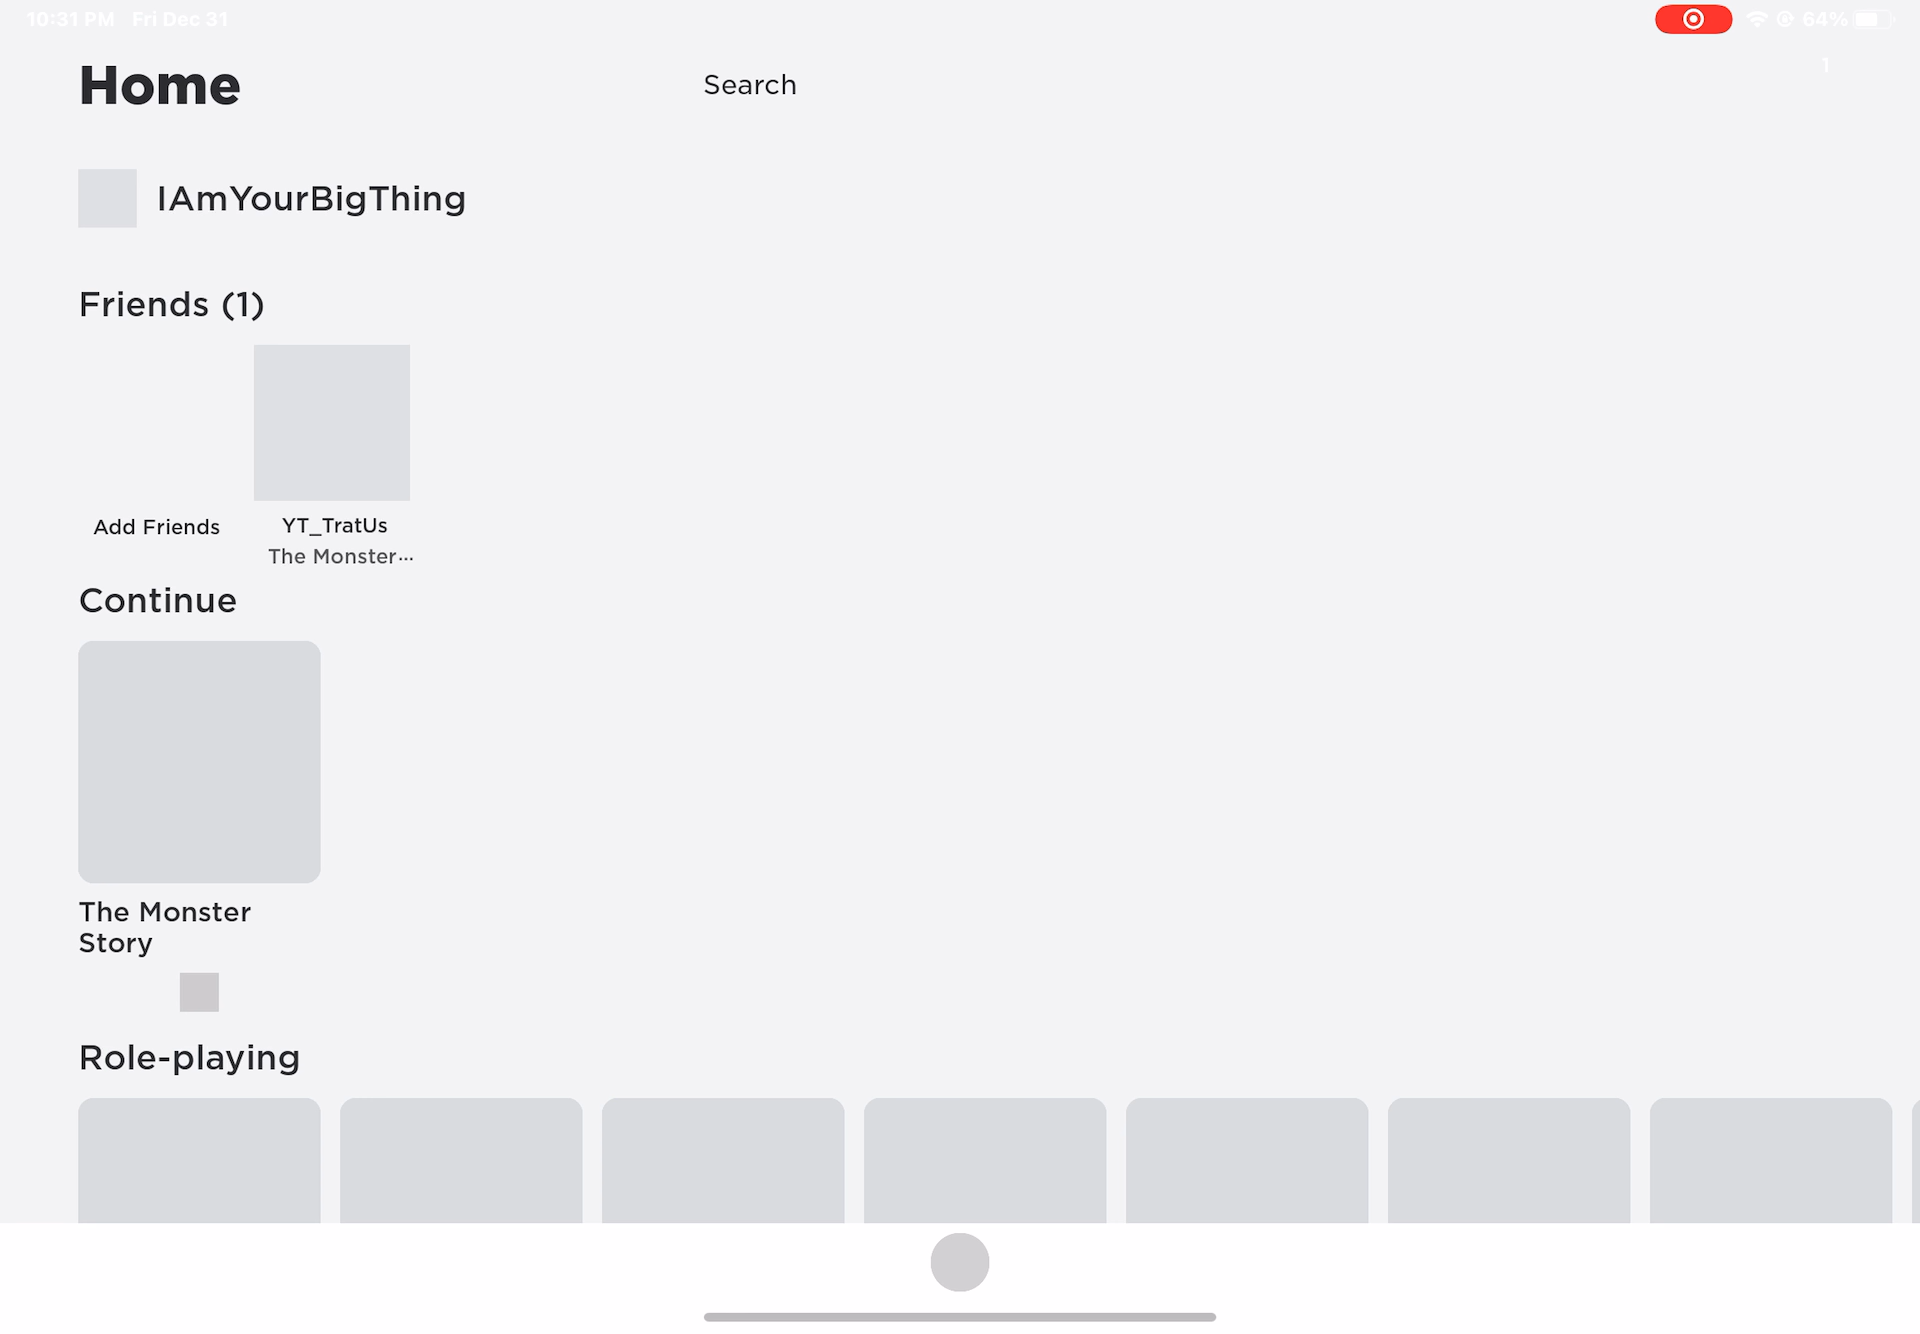 10:31 PM Fri Dec 31
64%
1
Home
Search
IAmYourBigThing
Friends (1)
Add Friends
YT_TratUs
The Monster...
Continue
The Monster
Story
Role-playing